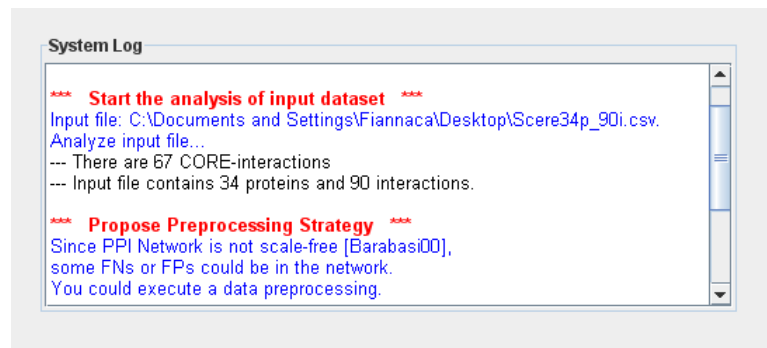 System Log
*** Start the analysis of input dataset ***
Input file: C:\Documents and Settings\Fiannaca\Desktop\Scere34p_90i.csv.
Analyze input file...
--- There are 67 CORE-interactions
--- Input file contains 34 proteins and 90 interactions.
*** Propose Preprocessing Strategy ***
Since PPI Network is not scale-free [Barabasi00],
some FNs or FPs could be in the network.
You could execute a data preprocessing.